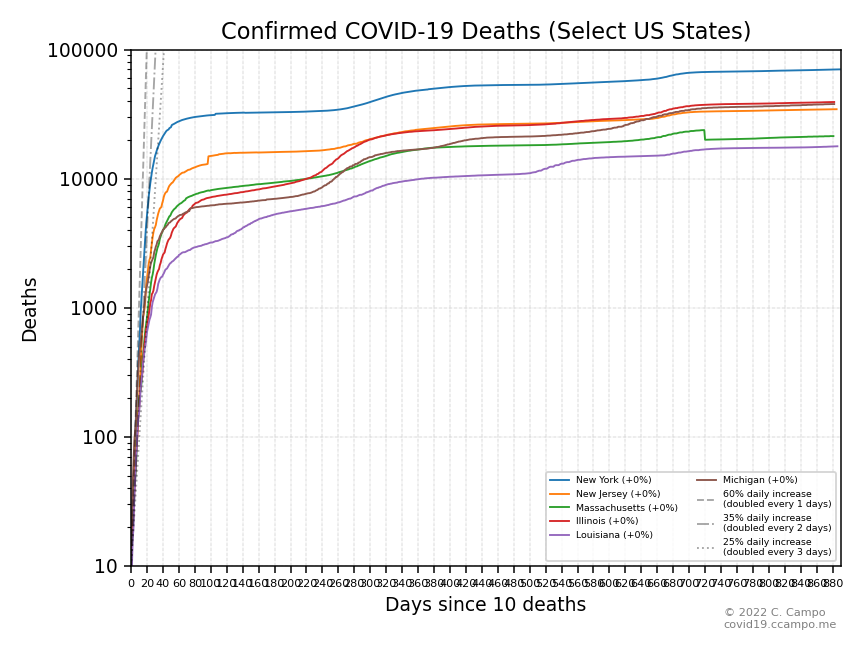 Confirmed COVID-19 Deaths (Select US States)
100000
10000
1000
100
10
Deaths
New York (+0%)
New Jersey (+0%)
Massachusetts (+0%)
Illinois (+0%)
Louisiana (+0%)
Michigan (+0%)
60% daily increase
(doubled every 1 days)
35% daily increase
(doubled every 2 days)
25% daily increase
(doubled every 3 days)
0 20 40 60 80 100 120 140 160 180 200 220 240 260 280 300 320 340 360 380 400 420 440 460 480 500 520 540 560 580 600 620 640 660 680 700 720 740 760 780 800 820 840 860 880
Days since 10 deaths
© 2022 C. Campo
covid19.ccampo.me